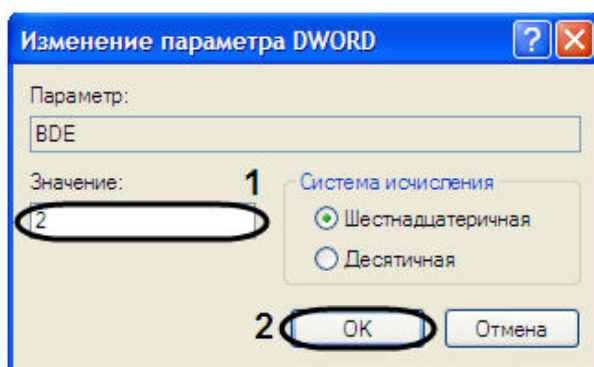 Изменение параметра DWORD
Параметр:
BDE
Значение: 1
2
Система исчисления
Шестнадцатеричная
Десятичная
2 OK Отмена